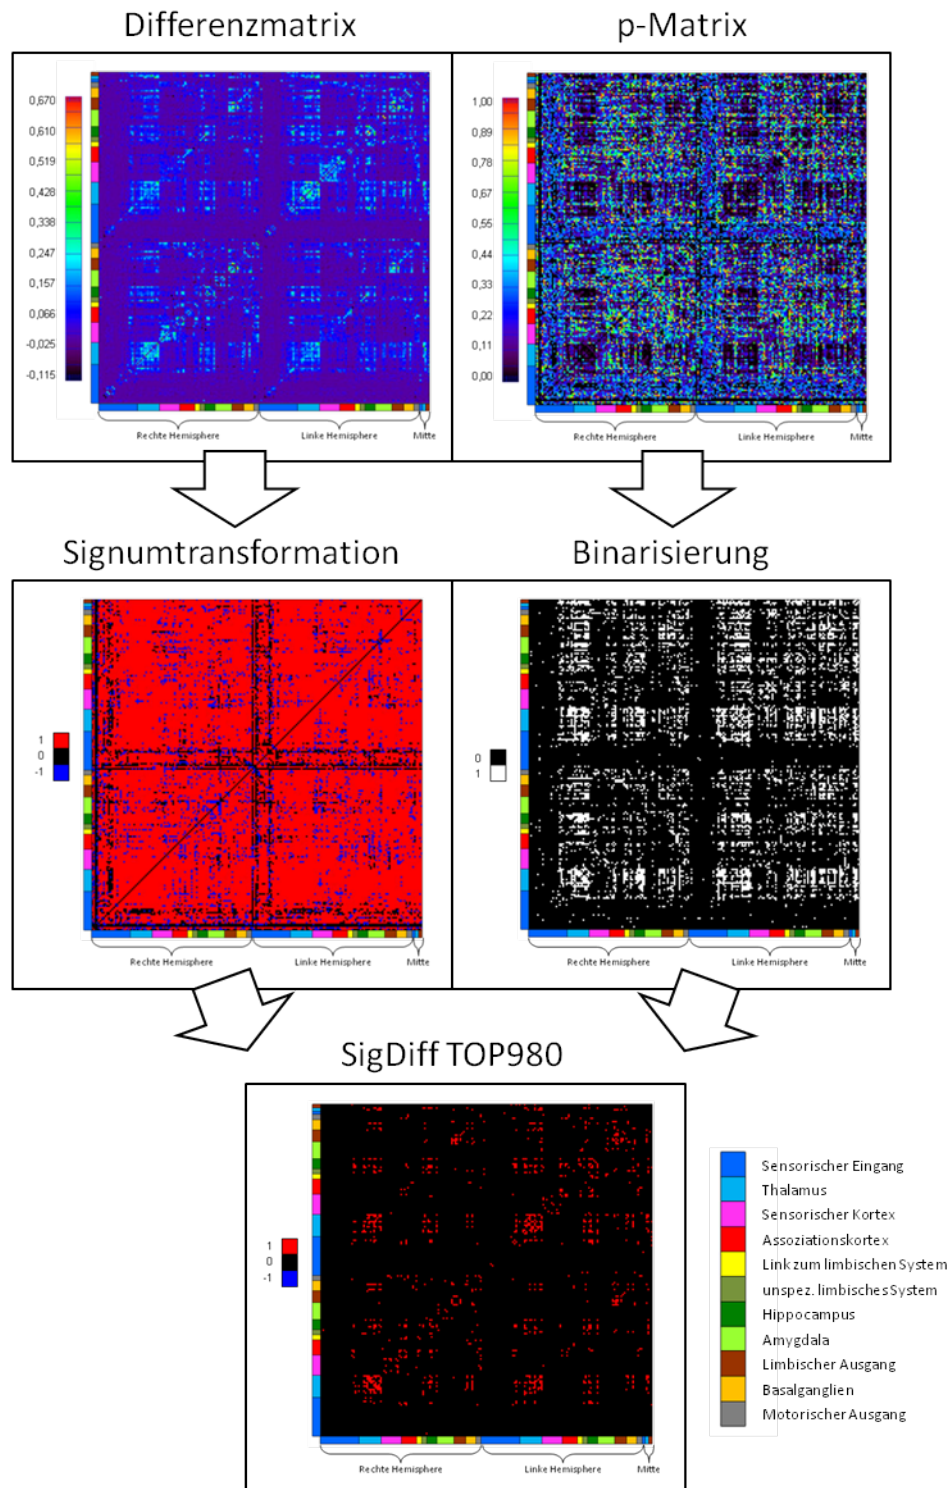 Differenzmatrix
p-Matrix
0,670
0,610
0,519
0,428
0,338
0,247
0,157
0,066
-0,025
-0,115
Rechte Hemisphere
Linke Hemisphere
Mitte
1,00
0,89
0,78
0,67
0,55
0,44
0,33
0,22
0,11
0,00
Rechte Hemisphere
Linke Hemisphere
Mitte
Signumtransformation
Binarisierung
1
0
-1
Rechte Hemisphere
Linke Hemisphere
Mitte
0
1
Rechte Hemisphere
Linke Hemisphere
Mitte
SigDiff TOP980
1
0
-1
Rechte Hemisphere
Linke Hemisphere
Mitte
Sensorischer Eingang
Thalamus
Sensorischer Kortex
Assoziationskortex
Link zum limbischen System
unspez. limbisches System
Hippocampus
Amygdala
Limbischer Ausgang
Basalganglien
Motorischer Ausgang